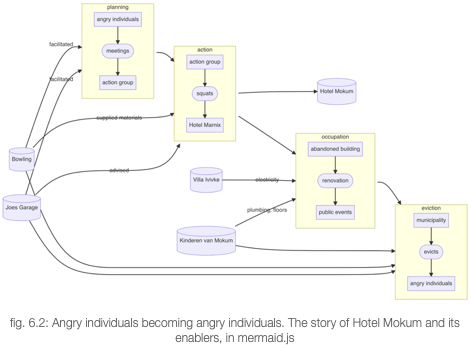 planning
angry individuals
facilitated
meetings
action
facilitated
action group
action group
squats
Hotel Mokum
supplied materials
Hotel Marnix
occupation
abandoned building
Bowling
advised
Villa Ivivke
electricity
renovation
Joes Garage
plumbing, floors
public events
eviction
municipality
Kinderen van Mokum
evicts
angry individuals
fig. 6.2: Angry individuals becoming angry individuals. The story of Hotel Mokum and its
enablers, in mermaid.js